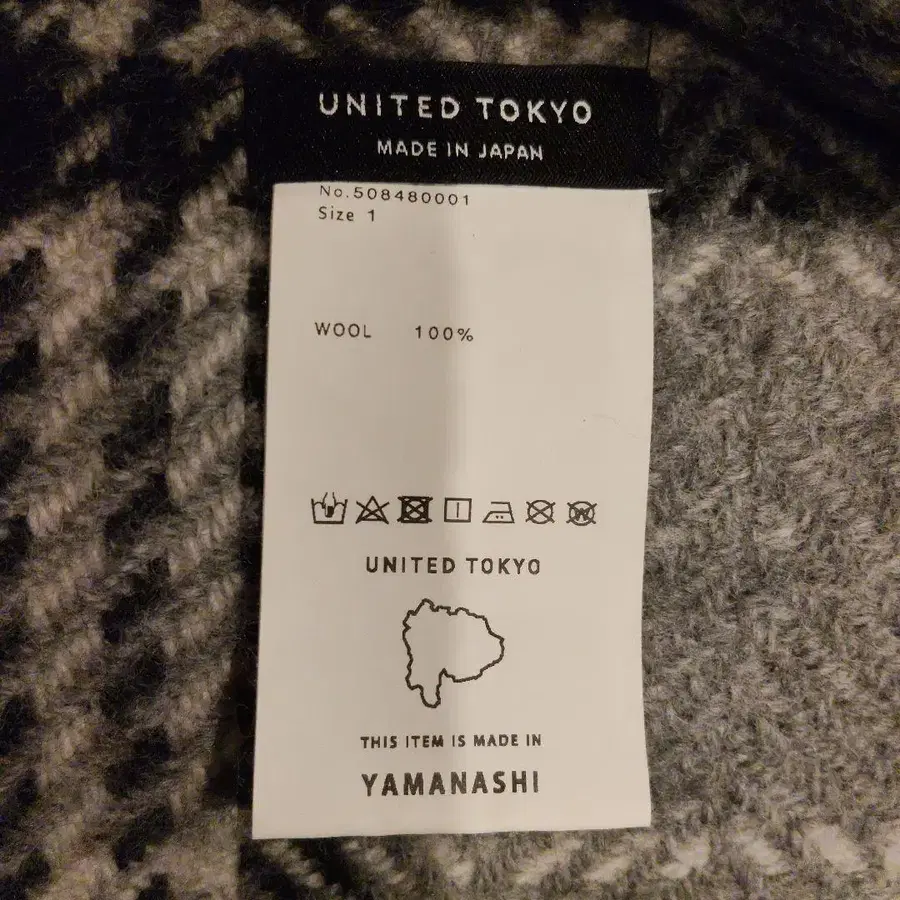 UNITED TOKYO
MADE IN JAPAN
No.508480001
Size 1
WOOL 100%
UNITED TOKYO
THIS ITEM IS MADE IN
YAMANASHI